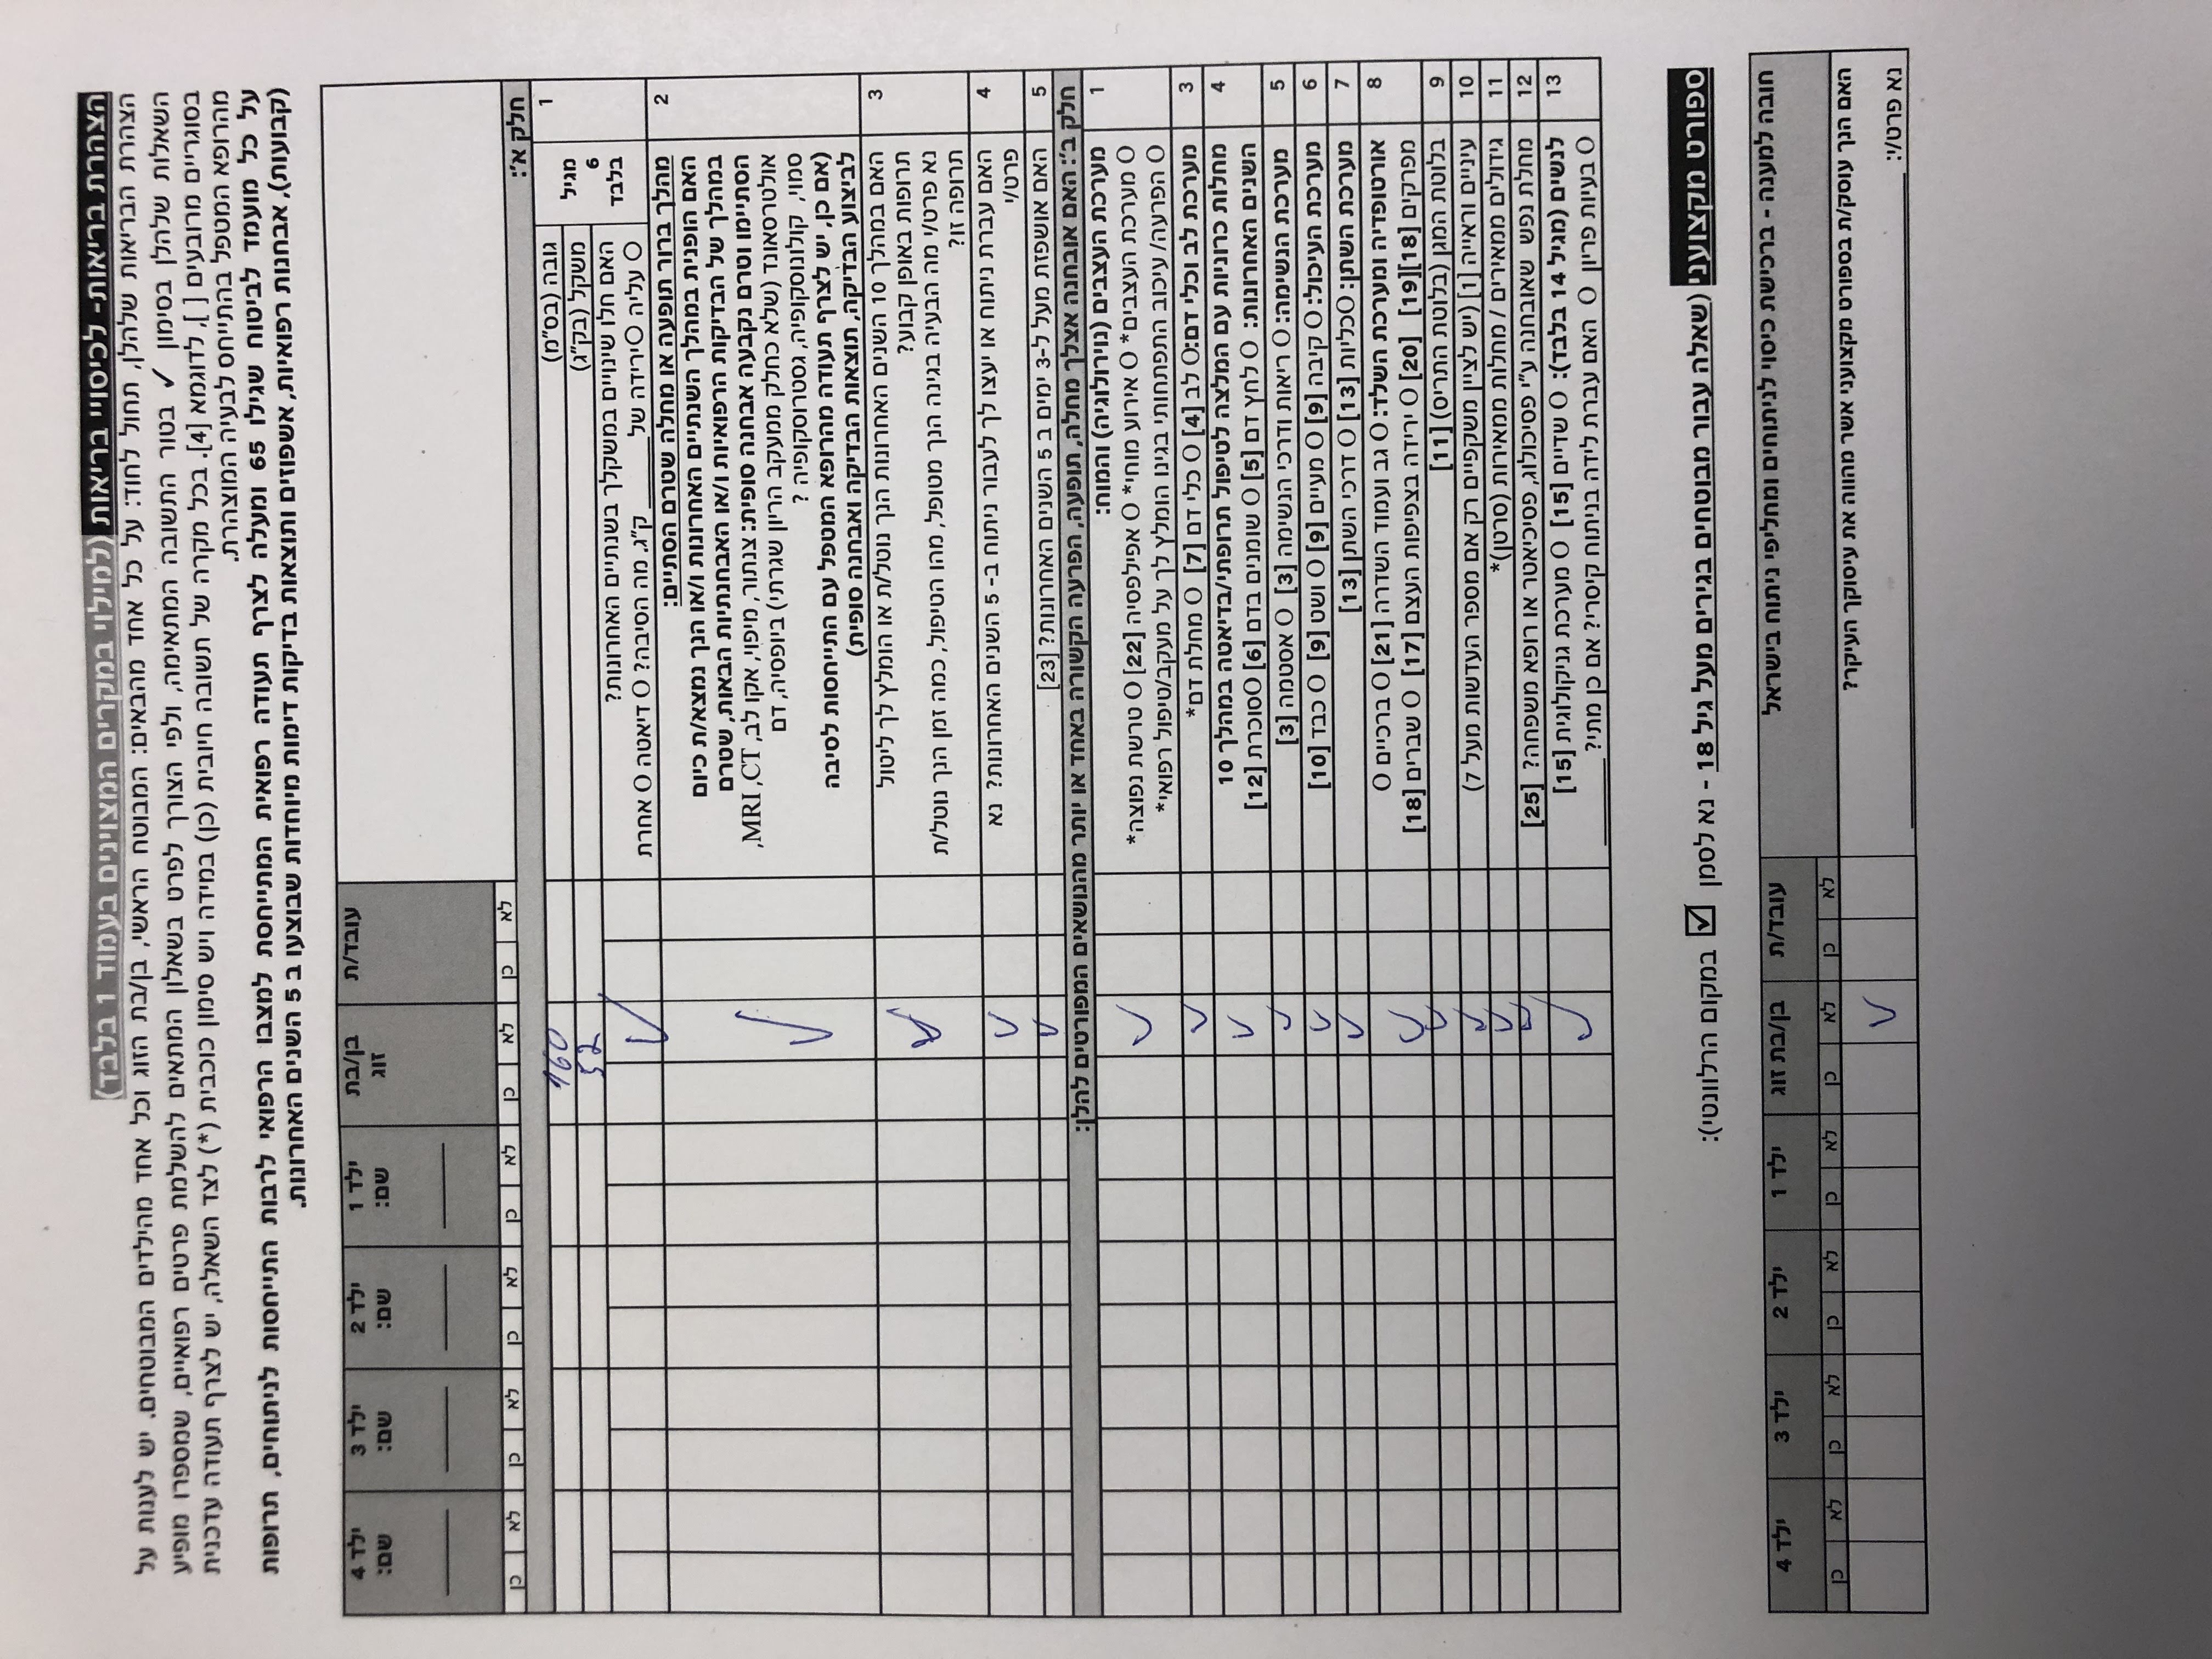 הצהרת בריאות- לכיסויי בריאות (למילוי במקרים המצוינים בעמוד 1 בלבד)
הצהרת הבריאות שלהלן, תחול לחוד: על כל אחד מהבאים: המבוטח הראשי, בן/בת הזוג וכל אחד מהילדים המבוטחים. יש לענות על
השאלות שלהלן בסימון ✓ בטור התשובה המתאימה, ולפי הצורך לפרט בשאלון המתאים להשלמת פרטים רפואיים, שמספרו מופיע
בסוגריים מרובעים [ ], לדוגמא [4]. בכל מקרה של תשובה חיובית (כן) במידה ויש סימון כוכבית (*) לצד השאלה, יש לצרף תעודה עדכנית
מהרופא המטפל בהתייחס לבעיה המוצהרת.
על כל מועמד לביטוח שגילו 65 ומעלה לצרף תעודה רפואית המתייחסת למצבו הרפואי לרבות התייחסות לניתוחים, תרופות
(קבועות), אבחנות רפואיות, אשפוזים ותוצאות בדיקות דימות מיוחדות שבוצעו ב 5 השנים האחרונות.
עובד/ת בן/בת ילד 1 ילד 2 ילד 3 ילד 4
זוג שם: שם: שם: שם:
לא כן לא כן לא כן לא כן לא כן לא כן
חלק א':
1 מגיל 6 בלבד גובה (בס"מ) 160
משקל (בק"ג) 52
האם חלו שינויים במשקלך בשנתיים האחרונות? ✓
O עליה O ירידה של ______ ק"ג. מה הסיבה? O דיאטה O אחרת
2 מהלך ברור תופעה או מחלה שטרם הסתיים:
האם הופנית במהלך השנתיים האחרונות ו/או הנך נמצא/ת כיום
במהלך של הבדיקות הרפואיות ו/או האבחנתיות הבאות, שטרם
הסתיימו וטרם נקבעה אבחנה סופית: צנתור, מיפוי, אקו לב, MRI ,CT,
אולטרסאונד (שלא כחלק ממעקב הריון שגרתי) ביופסיה, דם ✓
סמוי, קולונוסקופיה, גסטרוסקופיה ?
(אם כן, יש לצרף תעודה מהרופא המטפל עם התייחסות לסיבה
לביצוע הבדיקה, תוצאות הבדיקה ואבחנה סופית)
3 האם במהלך 10 השנים האחרונות הנך נוטל/ת או הומלץ לך ליטול
תרופות באופן קבוע? ✓
נא פרט/י מה הבעיה בגינה הנך מטופל, מהו הטיפול, כמה זמן הנך נוטל/ת
תרופה זו?
4 האם עברת ניתוח או יעצו לך לעבור ניתוח ב- 5 השנים האחרונות? נא ✓
פרט/י
5 האם אושפזת מעל ל-3 ימים ב 5 השנים האחרונות? [23] ✓
חלק ב': האם אובחנה אצלך מחלה, תופעה, הפרעה הקשורה באחד או יותר מהנושאים המפורטים להלן:
1 מערכת העצבים (נוירולוגיה) והמוח:
O מערכת העצבים* O אירוע מוחי* O אפילפסיה [22] O טרשת נפוצה* ✓
O הפרעה/ עיכוב התפתחותי בגינו הומלץ לך על מעקב/טיפול רפואי*
3 מערכת לב וכלי דם: O לב [4] O כלי דם [7] O מחלת דם* ✓
4 מחלות כרוניות עם המלצה לטיפול תרופתי/בדיאטה במהלך 10
השנים האחרונות: O לחץ דם [5] O שומנים בדם [6] O סוכרת [12] ✓
5 מערכת הנשימה: O ריאות ודרכי הנשימה [3] O אסטמה [3] ✓
6 מערכת העיכול: O קיבה [9] O מעיים [9] O ושט [9] O כבד [10] ✓
7 מערכת השתן: O כליות [13] O דרכי השתן [13] ✓
8 אורטופדיה ומערכת השלד: O גב ועמוד השדרה [21] O ברכיים O
מפרקים [18][19] [20] O ירידה בצפיפות העצם [17] O שברים [18] ✓
9 בלוטת המגן (בלוטת התריס) [11] ✓
10 עיניים וראייה [1] (יש לציין משקפיים רק אם מספר העדשות מעל 7) ✓
11 גידולים ממאירים / מחלות ממאירות (סרטן)* ✓
12 מחלת נפש שאובחנה ע"י פסיכולוג, פסיכיאטר או רופא משפחה? [25] ✓
13 לנשים (מגיל 14 בלבד): O שדיים [15] O מערכת גניקולוגית [15] ✓
O בעיות פריון O האם עברת לידה בניתוח קיסרי? אם כן מתי? ______
ספורט מקצועני (שאלה עבור מבוטחים בגירים מעל גיל 18 - נא לסמן ☑ במקום הרלוונטי):
חובה למענה - ברכישת כיסוי לניתוחים ומחליפי ניתוח בישראל עובד/ת בן/בת זוג ילד 1 ילד 2 ילד 3 ילד 4
לא כן לא כן לא כן לא כן לא כן לא כן
האם הנך עוסק/ת בספורט מקצועני אשר מהווה את עיסוקך העיקר? ✓
נא פרט/י: ______